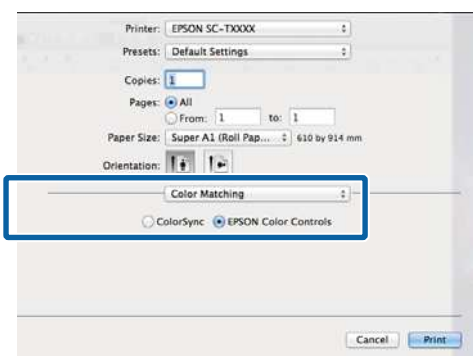 Printer: EPSON SC-TXXXX
Presets: Default Settings
Copies: 1
Pages: All
From: 1 to: 1
Paper Size: Super A1 (Roll Pap... 610 by 914 mm
Orientation:
Color Matching
ColorSync EPSON Color Controls
Cancel Print